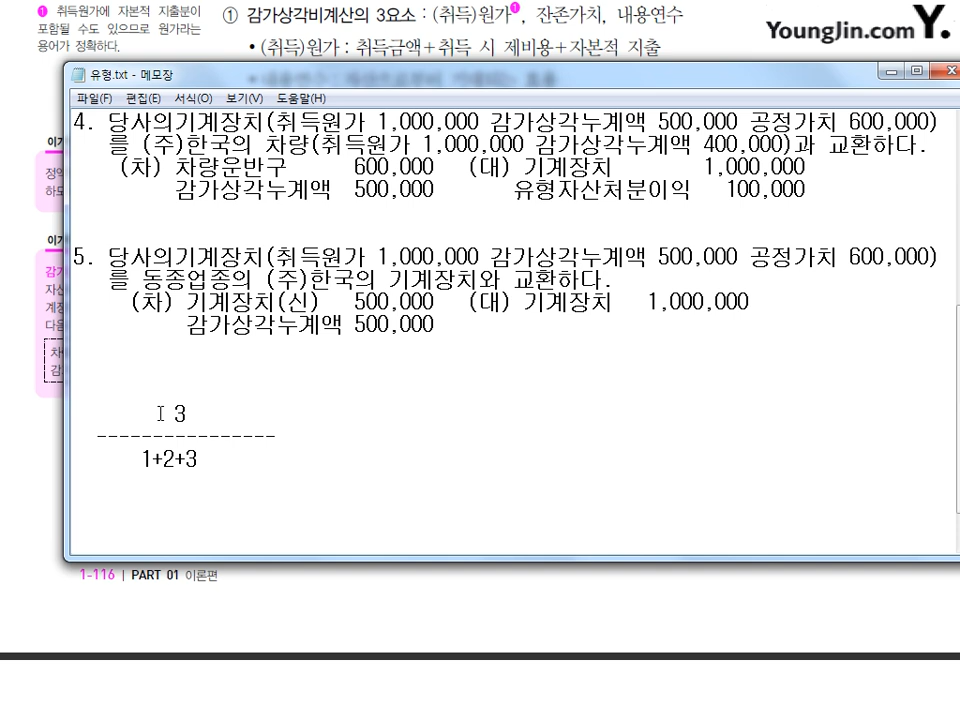 ❶ 취득원가에 자본적 지출분이
포함될 수도 있으므로 원가라는
용어가 정확하다.
① 감가상각비계산의 3요소 : (취득)원가❶, 잔존가치, 내용연수
• (취득)원가 : 취득금액+취득 시 제비용+자본적 지출
YoungJin.com Y.
유형.txt - 메모장
파일(F) 편집(E) 서식(O) 보기(V) 도움말(H)
4. 당사의기계장치(취득원가 1,000,000 감가상각누계액 500,000 공정가치 600,000)
를 (주)한국의 차량(취득원가 1,000,000 감가상각누계액 400,000)과 교환하다.
(차) 차량운반구 600,000 (대) 기계장치 1,000,000
감가상각누계액 500,000 유형자산처분이익 100,000
5. 당사의기계장치(취득원가 1,000,000 감가상각누계액 500,000 공정가치 600,000)
를 동종업종의 (주)한국의 기계장치와 교환하다.
(차) 기계장치(신) 500,000 (대) 기계장치 1,000,000
감가상각누계액 500,000
3
----------------
1+2+3
1-116 | PART 01 이론편